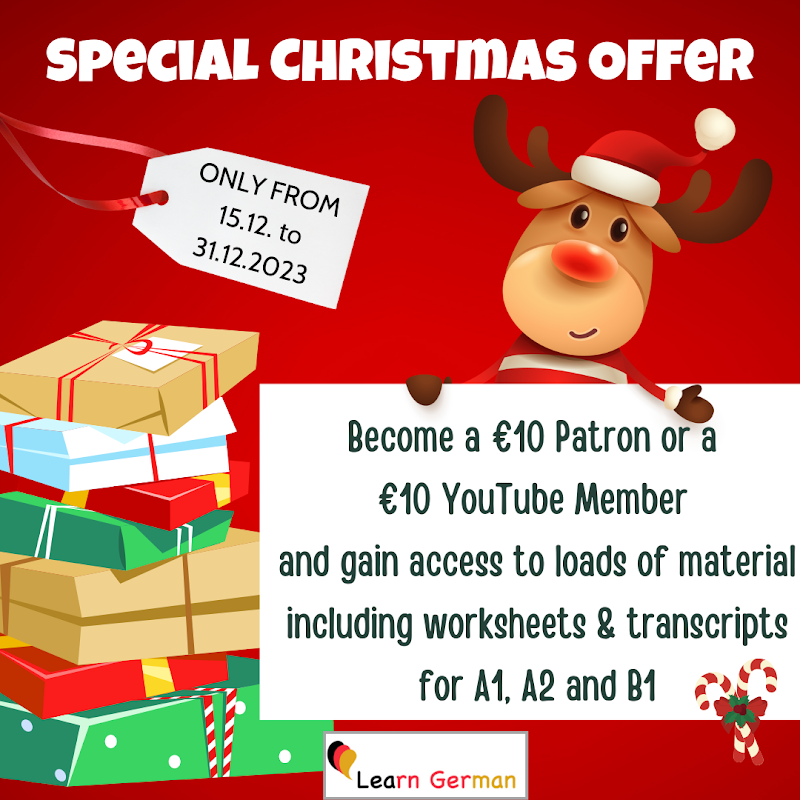 SPECIAL CHRISTMAS OFFER
ONLY FROM
15.12. to
31.12.2023
Become a €10 Patron or a
€10 YouTube Member
and gain access to loads of material
including worksheets & transcripts
for A1, A2 and B1
Learn German